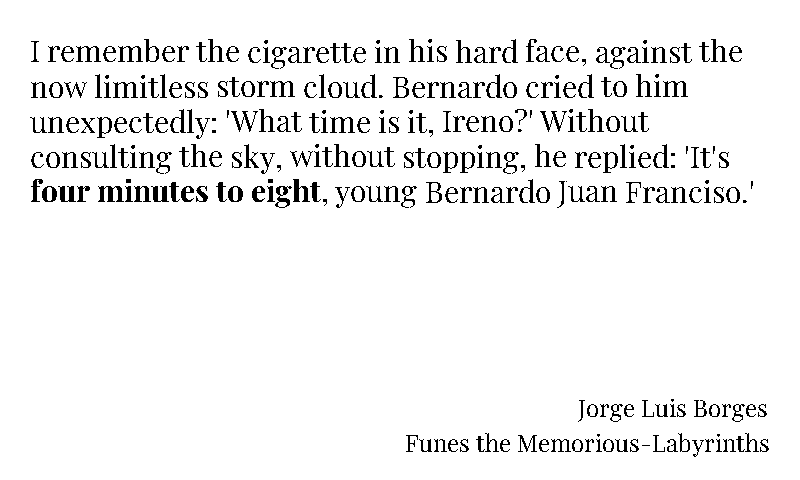 I remember the cigarette in his hard face, against the
now limitless storm cloud. Bernardo cried to him
unexpectedly: 'What time is it, Ireno?' Without
consulting the sky, without stopping, he replied: 'It's
four minutes to eight, young Bernardo Juan Franciso.'
Jorge Luis Borges
Funes the Memorious-Labyrinths